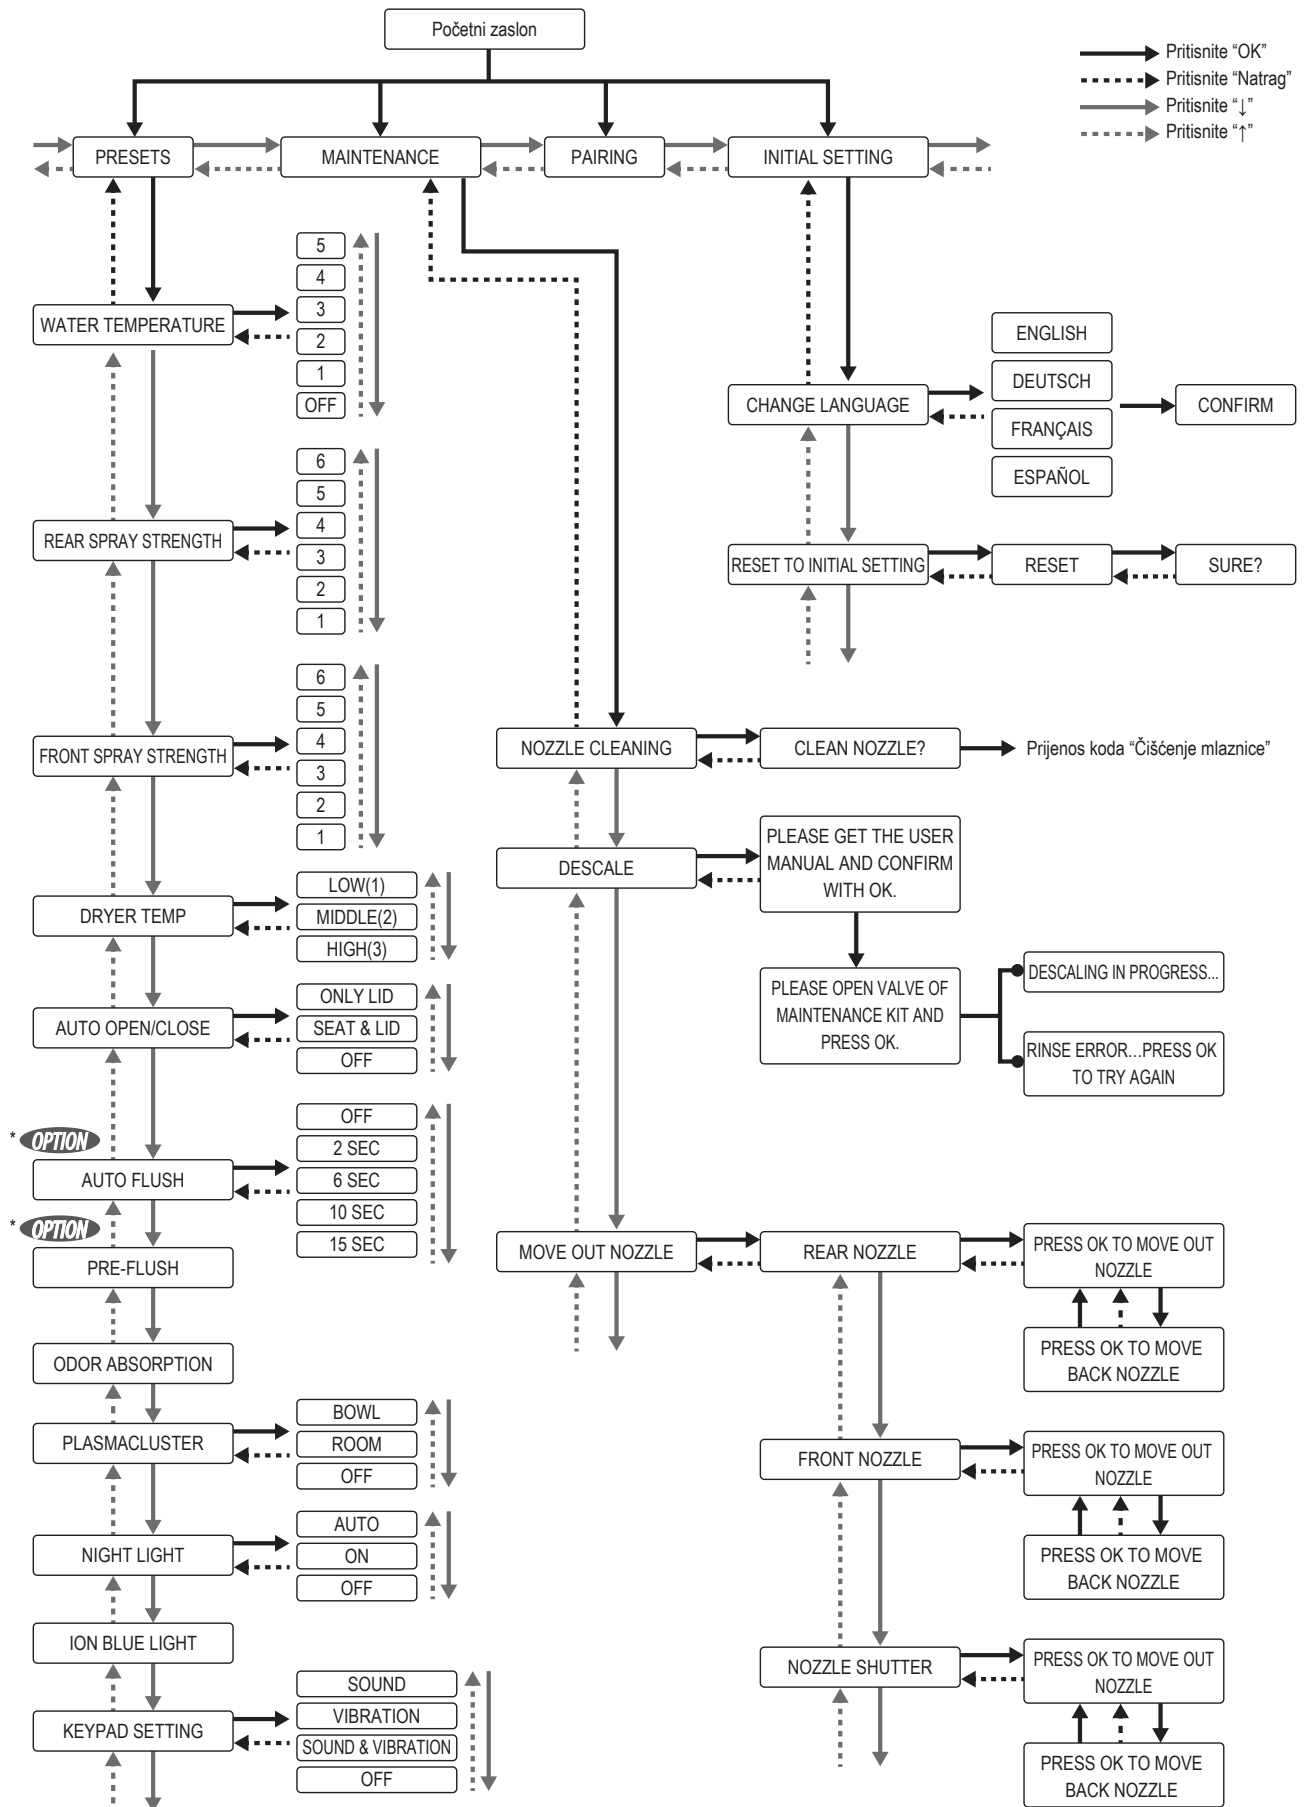 Početni zaslon
Pritisnite “OK”
Pritisnite “Natrag”
Pritisnite “↓”
Pritisnite “↑”
PRESETS
MAINTENANCE
PAIRING
INITIAL SETTING
WATER TEMPERATURE
5
4
3
2
1
OFF
REAR SPRAY STRENGTH
6
5
4
3
2
1
FRONT SPRAY STRENGTH
6
5
4
3
2
1
DRYER TEMP
LOW(1)
MIDDLE(2)
HIGH(3)
AUTO OPEN/CLOSE
ONLY LID
SEAT & LID
OFF
* OPTION
AUTO FLUSH
OFF
2 SEC
6 SEC
10 SEC
15 SEC
* OPTION
PRE-FLUSH
ODOR ABSORPTION
PLASMACLUSTER
BOWL
ROOM
OFF
NIGHT LIGHT
AUTO
ON
OFF
ION BLUE LIGHT
KEYPAD SETTING
SOUND
VIBRATION
SOUND & VIBRATION
OFF
NOZZLE CLEANING
CLEAN NOZZLE?
Prijenos koda “Čišćenje mlaznice”
DESCALE
PLEASE GET THE USER
MANUAL AND CONFIRM
WITH OK.
PLEASE OPEN VALVE OF
MAINTENANCE KIT AND
PRESS OK.
DESCALING IN PROGRESS...
RINSE ERROR...PRESS OK
TO TRY AGAIN
MOVE OUT NOZZLE
REAR NOZZLE
PRESS OK TO MOVE OUT
NOZZLE
PRESS OK TO MOVE
BACK NOZZLE
FRONT NOZZLE
PRESS OK TO MOVE OUT
NOZZLE
PRESS OK TO MOVE
BACK NOZZLE
NOZZLE SHUTTER
PRESS OK TO MOVE OUT
NOZZLE
PRESS OK TO MOVE
BACK NOZZLE
CHANGE LANGUAGE
ENGLISH
DEUTSCH
FRANÇAIS
ESPAÑOL
CONFIRM
RESET TO INITIAL SETTING
RESET
SURE?